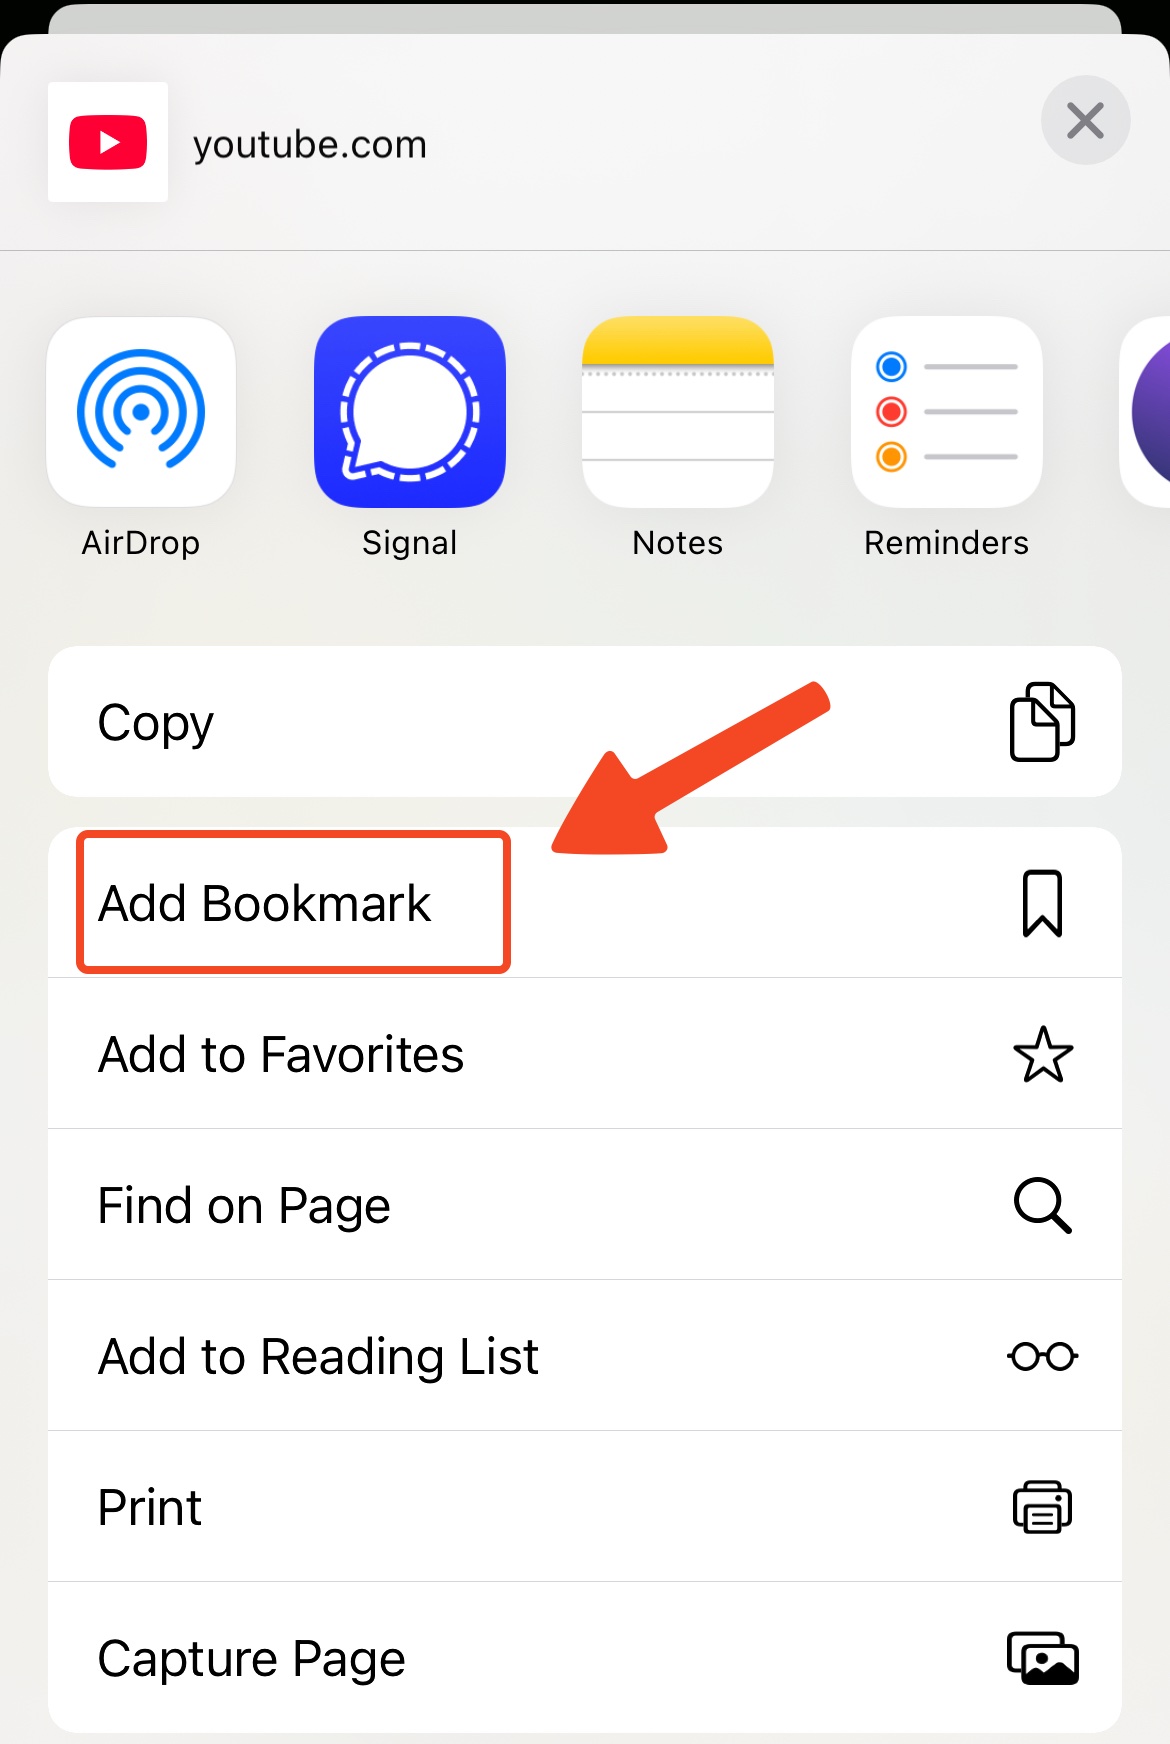 youtube.com
AirDrop
Signal
Notes
Reminders
Copy
Add Bookmark
Add to Favorites
Find on Page
Add to Reading List
Print
Capture Page